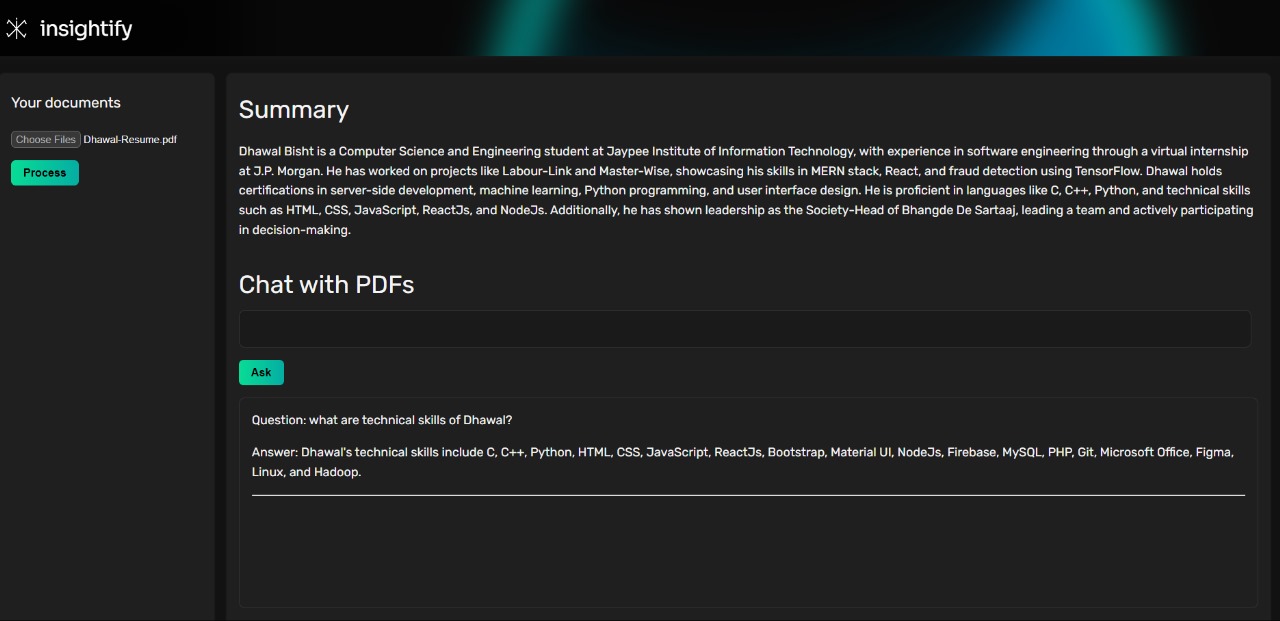 insightify
Your documents
Choose Files Dhawal-Resume.pdf
Process
Summary
Dhawal Bisht is a Computer Science and Engineering student at Jaypee Institute of Information Technology, with experience in software engineering through a virtual internship
at J.P. Morgan. He has worked on projects like Labour-Link and Master-Wise, showcasing his skills in MERN stack, React, and fraud detection using TensorFlow. Dhawal holds
certifications in server-side development, machine learning, Python programming, and user interface design. He is proficient in languages like C, C++, Python, and technical skills
such as HTML, CSS, JavaScript, ReactJs, and NodeJs. Additionally, he has shown leadership as the Society-Head of Bhangde De Sartaaj, leading a team and actively participating
in decision-making.
Chat with PDFs
Ask
Question: what are technical skills of Dhawal?
Answer: Dhawal's technical skills include C, C++, Python, HTML, CSS, JavaScript, ReactJs, Bootstrap, Material UI, NodeJs, Firebase, MySQL, PHP, Git, Microsoft Office, Figma,
Linux, and Hadoop.